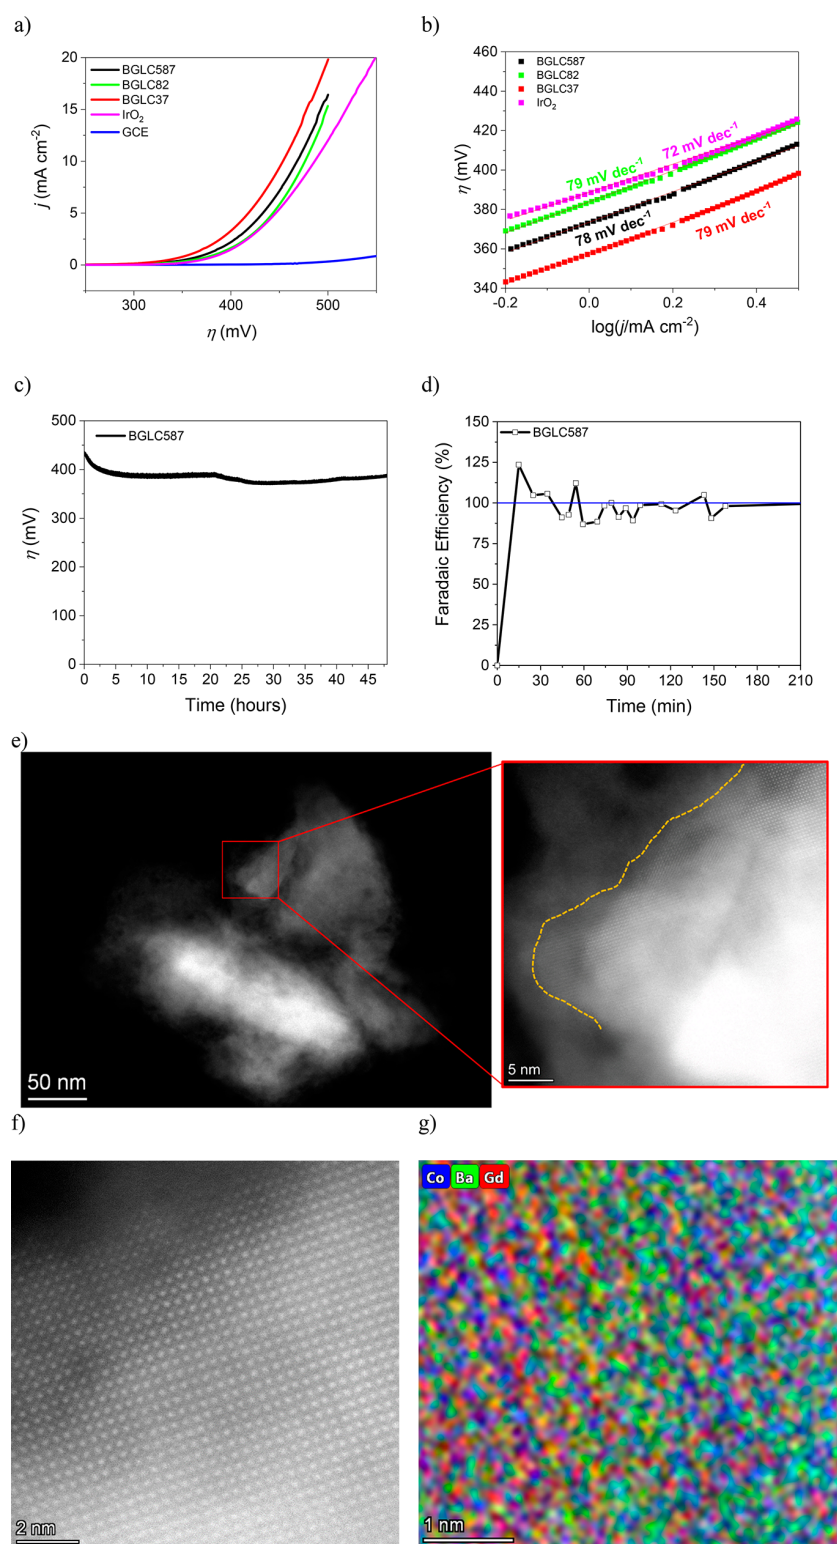 a)
20
15
10
5
0
j (mA cm-2)
BGLC587
BGLC82
BGLC37
IrO2
GCE
300
400
500
η (mV)
b)
460
440
420
400
380
360
340
η (mV)
BGLC587
BGLC82
BGLC37
IrO2
79 mV dec-1
72 mV dec-1
78 mV dec-1
79 mV dec-1
-0.2
0.0
0.2
0.4
log(j/mA cm-2)
c)
500
400
300
200
100
0
η (mV)
BGLC587
0 5 10 15 20 25 30 35 40 45
Time (hours)
d)
150
125
100
75
50
25
0
Faradaic Efficiency (%)
BGLC587
0 30 60 90 120 150 180 210
Time (min)
e)
50 nm
5 nm
f)
2 nm
g)
Co Ba Gd
1 nm